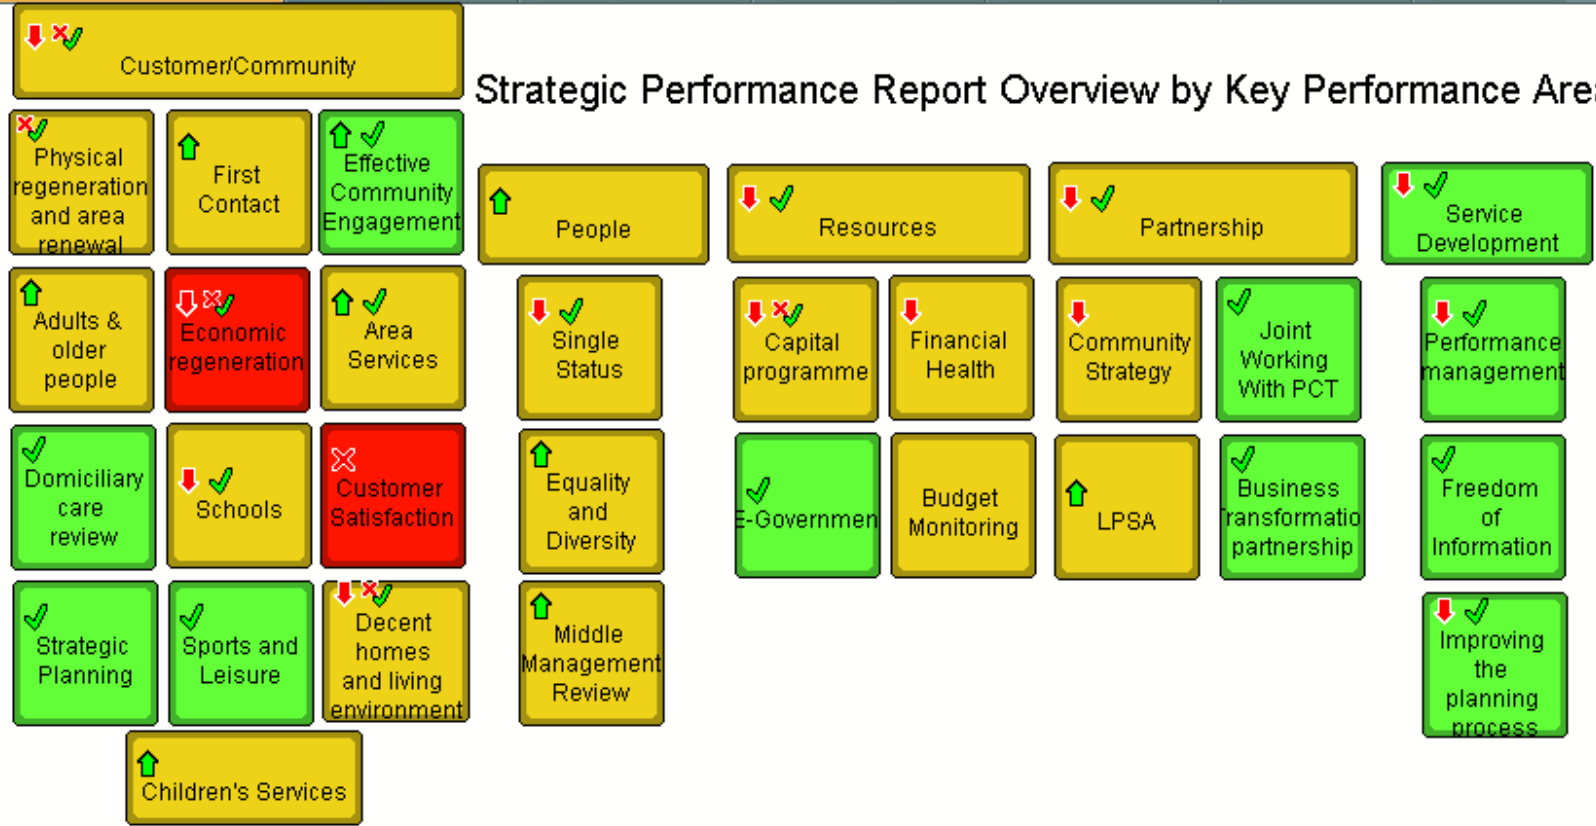 Customer/Community
Strategic Performance Report Overview by Key Performance Are
Physical
regeneration
and area
renewal
First
Contact
Effective
Community
Engagement
People
Resources
Partnership
Service
Development
Adults &
older
people
Economic
regeneration
Area
Services
Single
Status
Capital
programme
Financial
Health
Community
Strategy
Joint
Working
With PCT
Performance
management
Domiciliary
care
review
Schools
Customer
Satisfaction
Equality
and
Diversity
E-Governmen
Budget
Monitoring
LPSA
Business
Transformatio
partnership
Freedom
of
Information
Strategic
Planning
Sports and
Leisure
Decent
homes
and living
environment
Middle
Management
Review
Improving
the
planning
process
Children's Services